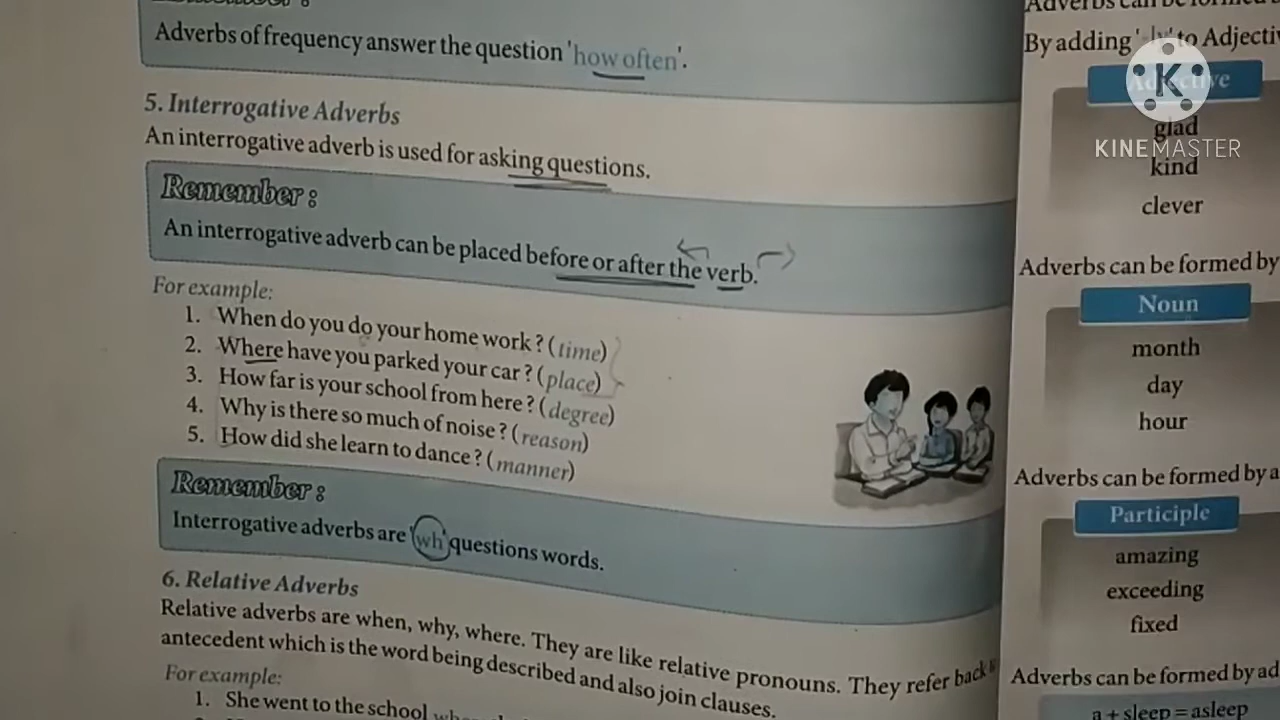 Adverbs of frequency answer the question 'how often'.
5. Interrogative Adverbs
An interrogative adverb is used for asking questions.
Remember :
An interrogative adverb can be placed before or after the verb.
For example:
1. When do you do your home work ? (time)
2. Where have you parked your car ? (place)
3. How far is your school from here ? (degree)
4. Why is there so much of noise ? (reason)
5. How did she learn to dance ? (manner)
Remember :
Interrogative adverbs are 'wh' questions words.
6. Relative Adverbs
Relative adverbs are when, why, where. They are like relative pronouns. They refer back
antecedent which is the word being described and also join clauses.
For example:
1. She went to the school
Adverbs can be formed
By adding to Adjecti
Adjective
glad
kind
clever
Adverbs can be formed by
Noun
month
day
hour
Adverbs can be formed by a
Participle
amazing
exceeding
fixed
Adverbs can be formed by ad
a + sleep = asleep
K
KINEMASTER